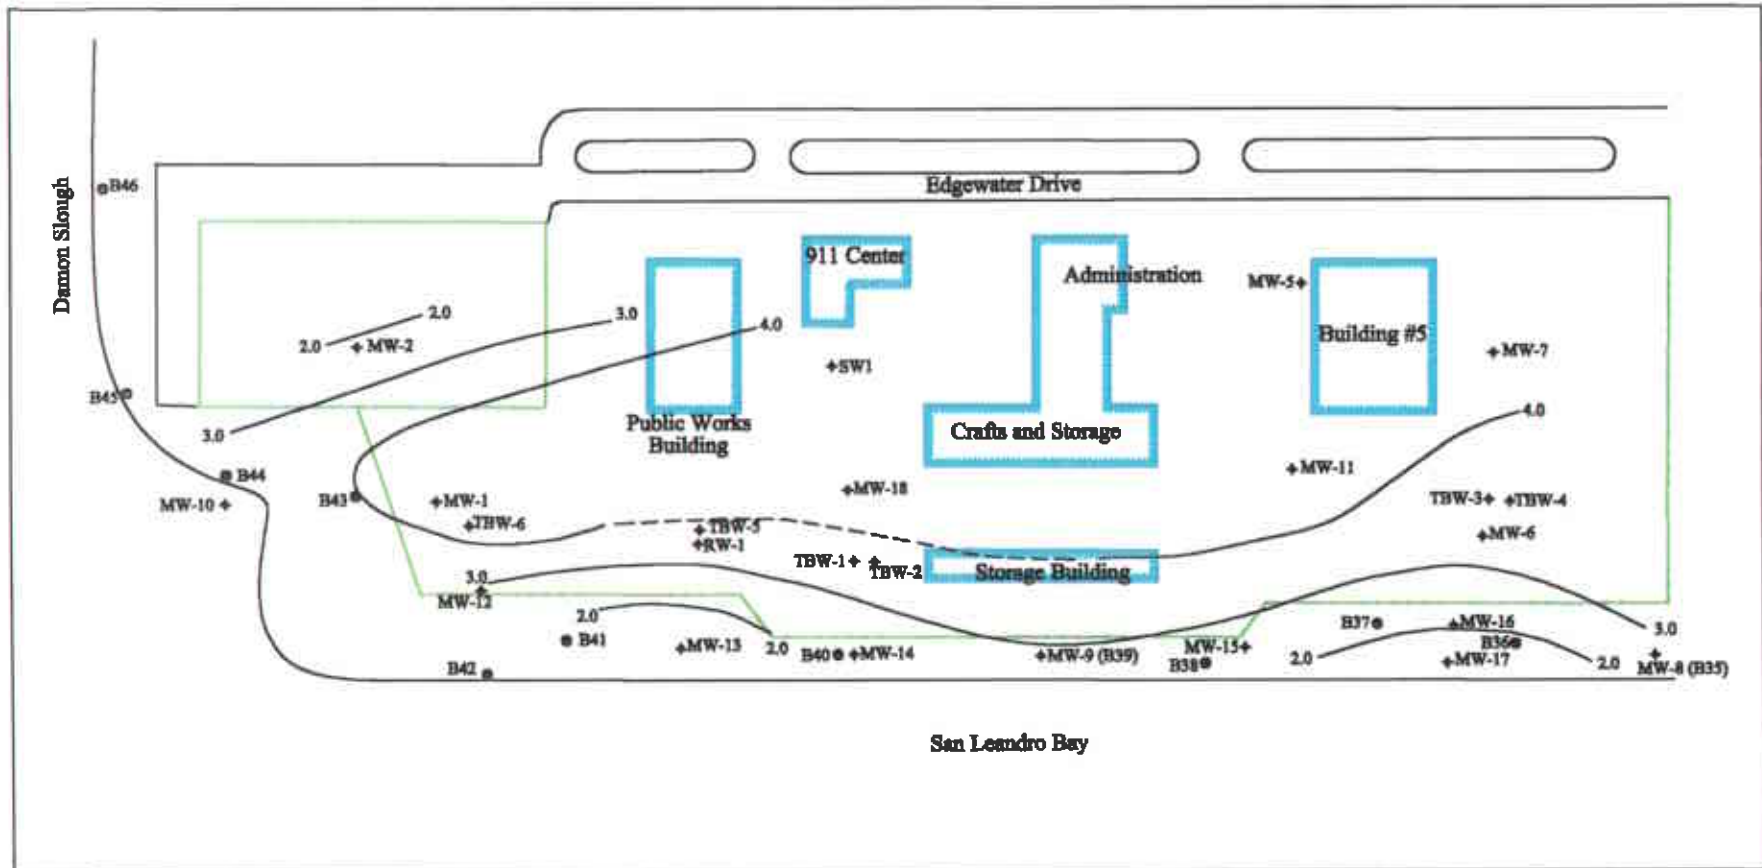 Edgewater Drive
Damon Slough
B46
911 Center
Administration
MW-5
Building #5
2.0
3.0
4.0
2.0
MW-2
MW-7
SW1
B45
3.0
4.0
Public Works
Building
Crafts and Storage
B44
MW-11
MW-10
B43
MW-1
MW-18
TBW-3
TBW-4
TBW-6
TBW-5
RW-1
MW-6
TBW-1
TBW-2
Storage Building
3.0
MW-12
2.0
B37
MW-16
3.0
B41
MW-13
2.0
B40
MW-14
MW-9 (B39)
MW-15
B38
2.0
B36
MW-17
2.0
MW-8 (B35)
B42
San Leandro Bay